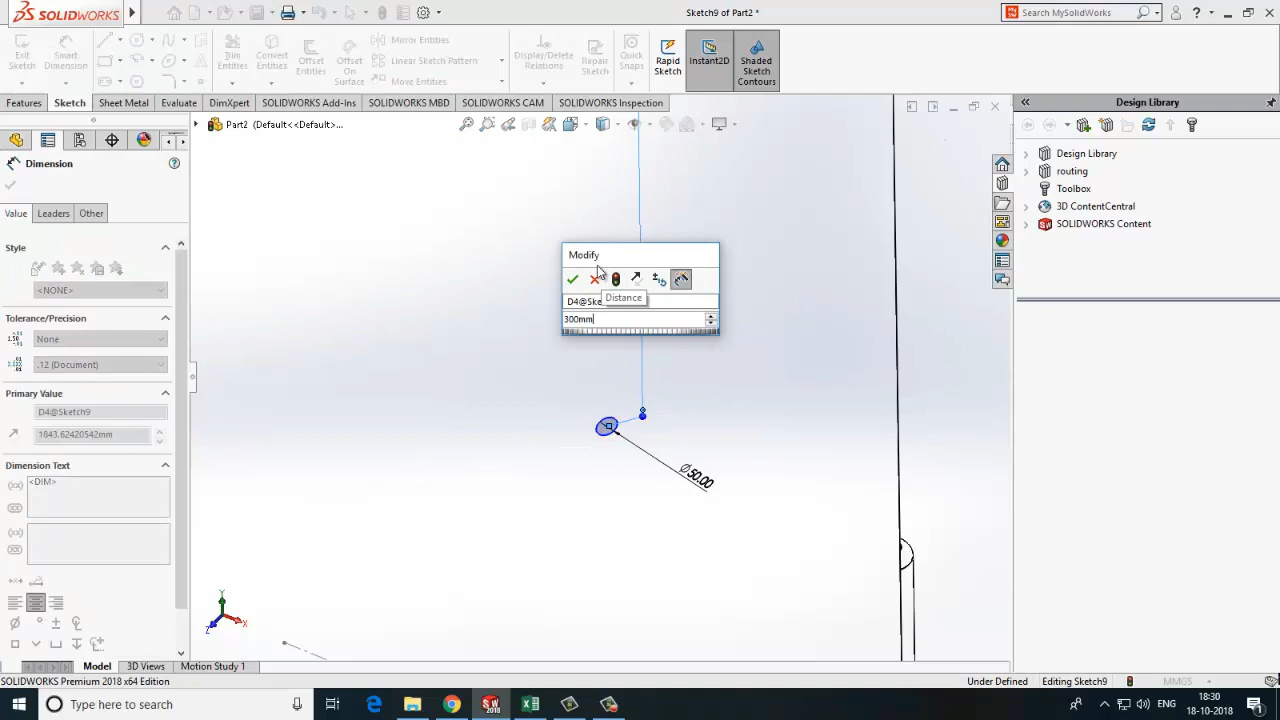 SOLIDWORKS
Sketch9 of Part2 *
Search MySolidWorks
Exit Sketch
Smart Dimension
Trim Entities
Convert Entities
Offset Entities
Offset On Surface
Mirror Entities
Linear Sketch Pattern
Move Entities
Display/Delete Relations
Repair Sketch
Quick Snaps
Rapid Sketch
Instant2D
Shaded Sketch Contours
Features
Sketch
Sheet Metal
Evaluate
DimXpert
SOLIDWORKS Add-Ins
SOLIDWORKS MBD
SOLIDWORKS CAM
SOLIDWORKS Inspection
Design Library
Part2 (Default<<Default>...
Dimension
Value
Leaders
Other
Style
<NONE>
Tolerance/Precision
None
.12 (Document)
Primary Value
D4@Sketch9
1843.62420542mm
Dimension Text
<DIM>
Modify
Distance
D4@Ske
300mm
Ø50.00
Y
X
Z
Design Library
routing
Toolbox
3D ContentCentral
SOLIDWORKS Content
Model
3D Views
Motion Study 1
SOLIDWORKS Premium 2018 x64 Edition
Under Defined
Editing Sketch9
MMGS
Type here to search
SW 2018
ENG
18:30
18-10-2018
1